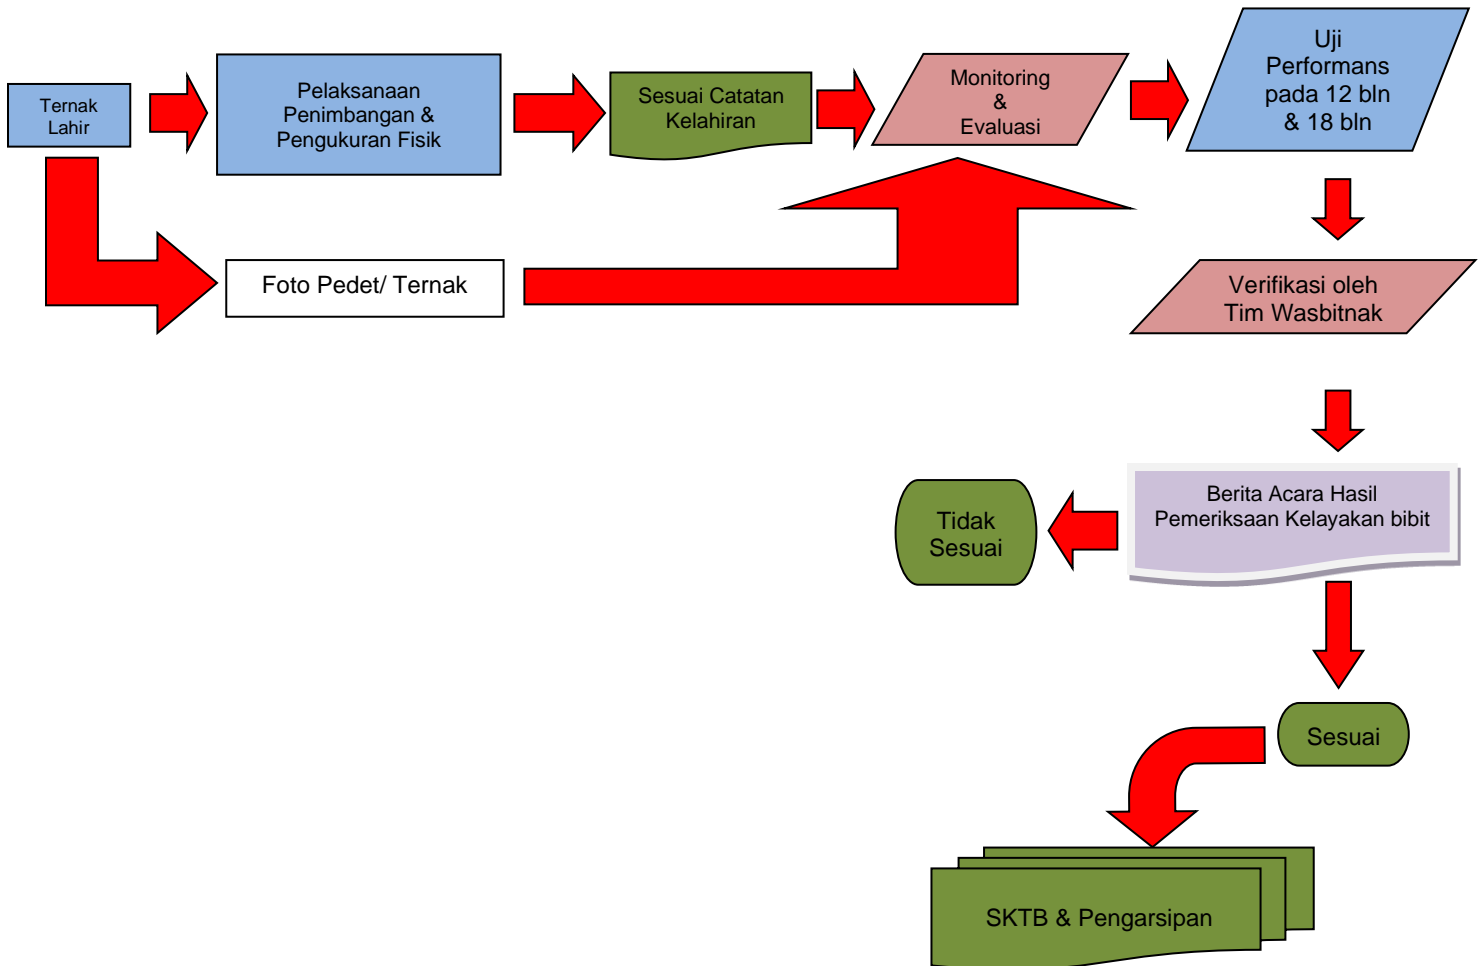 Ternak
Lahir
Pelaksanaan
Penimbangan &
Pengukuran Fisik
Sesuai Catatan
Kelahiran
Monitoring
&
Evaluasi
Uji
Performans
pada 12 bln
& 18 bln
Foto Pedet/ Ternak
Verifikasi oleh
Tim Wasbitnak
Berita Acara Hasil
Pemeriksaan Kelayakan bibit
Tidak
Sesuai
Sesuai
SKTB & Pengarsipan